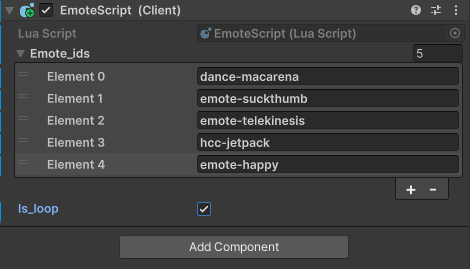 EmoteScript (Client)
Lua Script EmoteScript (Lua Script)
Emote_ids 5
Element 0 dance-macarena
Element 1 emote-suckthumb
Element 2 emote-telekinesis
Element 3 hcc-jetpack
Element 4 emote-happy
+ -
Is_loop
Add Component